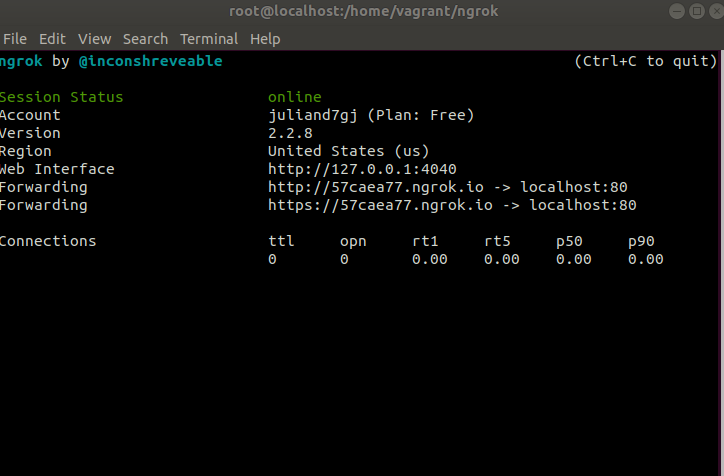 root@localhost:/home/vagrant/ngrok
File Edit View Search Terminal Help
ngrok by @inconshreveable (Ctrl+C to quit)
Session Status online
Account juliand7gj (Plan: Free)
Version 2.2.8
Region United States (us)
Web Interface http://127.0.0.1:4040
Forwarding http://57caea77.ngrok.io -> localhost:80
Forwarding https://57caea77.ngrok.io -> localhost:80
Connections ttl opn rt1 rt5 p50 p90
0 0 0.00 0.00 0.00 0.00